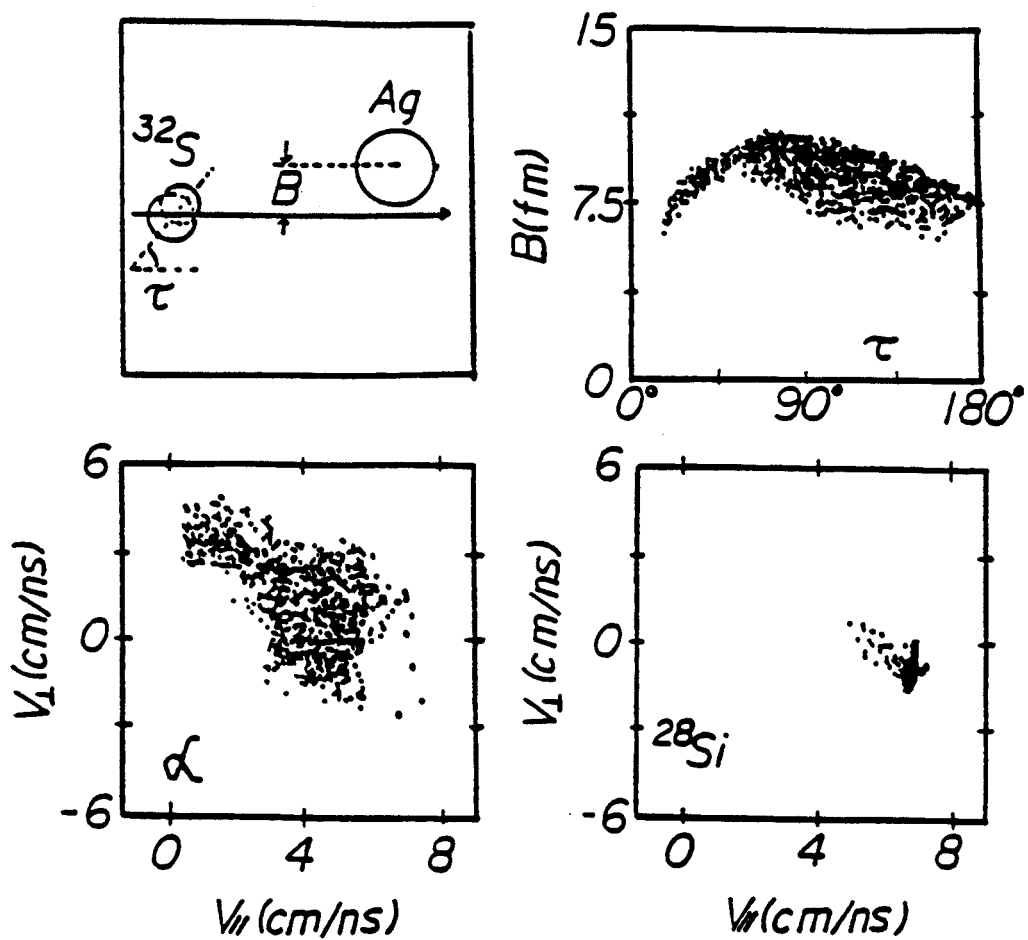 32S
Ag
B
τ
15
7.5
0
B(fm)
τ
0° 90° 180°
6
0
-6
V⊥(cm/ns)
α
0 4 8
V//(cm/ns)
6
0
-6
V⊥(cm/ns)
28Si
0 4 8
V//(cm/ns)